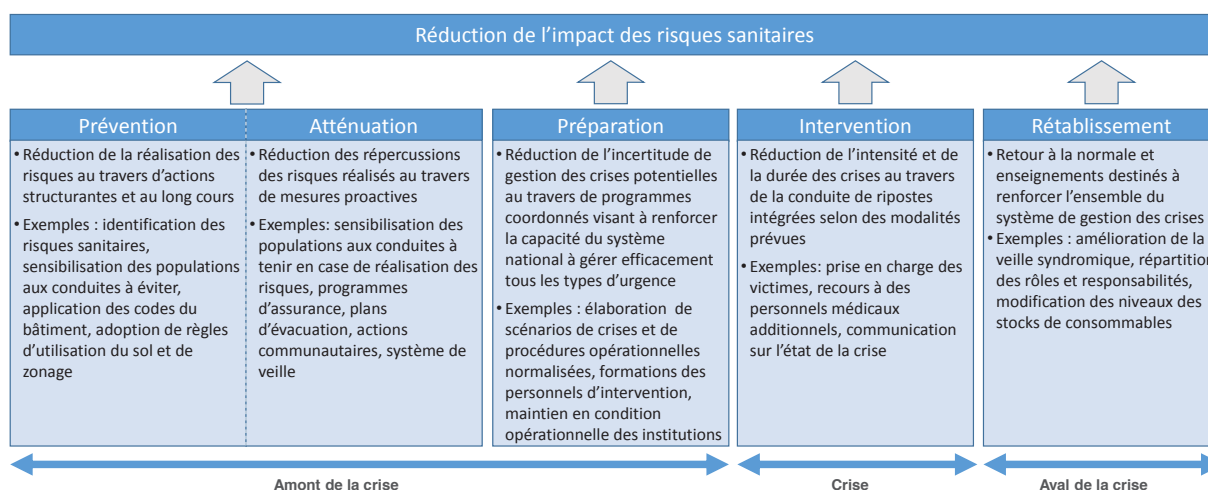 Réduction de l'impact des risques sanitaires
Prévention
• Réduction de la réalisation des
risques au travers d'actions
structurantes et au long cours
• Exemples : identification des
risques sanitaires,
sensibilisation des populations
aux conduites à éviter,
application des codes du
bâtiment, adoption de règles
d'utilisation du sol et de
zonage
Atténuation
• Réduction des répercussions
des risques réalisés au travers
de mesures proactives
• Exemples: sensibilisation des
populations aux conduites à
tenir en case de réalisation des
risques, programmes
d'assurance, plans
d'évacuation, actions
communautaires, système de
veille
Préparation
• Réduction de l'incertitude de
gestion des crises potentielles
au travers de programmes
coordonnés visant à renforcer
la capacité du système
national à gérer efficacement
tous les types d'urgence
• Exemples : élaboration de
scénarios de crises et de
procédures opérationnelles
normalisées, formations des
personnels d'intervention,
maintien en condition
opérationnelle des institutions
Intervention
• Réduction de l'intensité et de
la durée des crises au travers
de la conduite de ripostes
intégrées selon des modalités
prévues
• Exemples: prise en charge des
victimes, recours à des
personnels médicaux
additionnels, communication
sur l'état de la crise
Rétablissement
• Retour à la normale et
enseignements destinés à
renforcer l'ensemble du
système de gestion des crises
• Exemples : amélioration de la
veille syndromique, répartition
des rôles et responsabilités,
modification des niveaux des
stocks de consommables
Amont de la crise
Crise
Aval de la crise